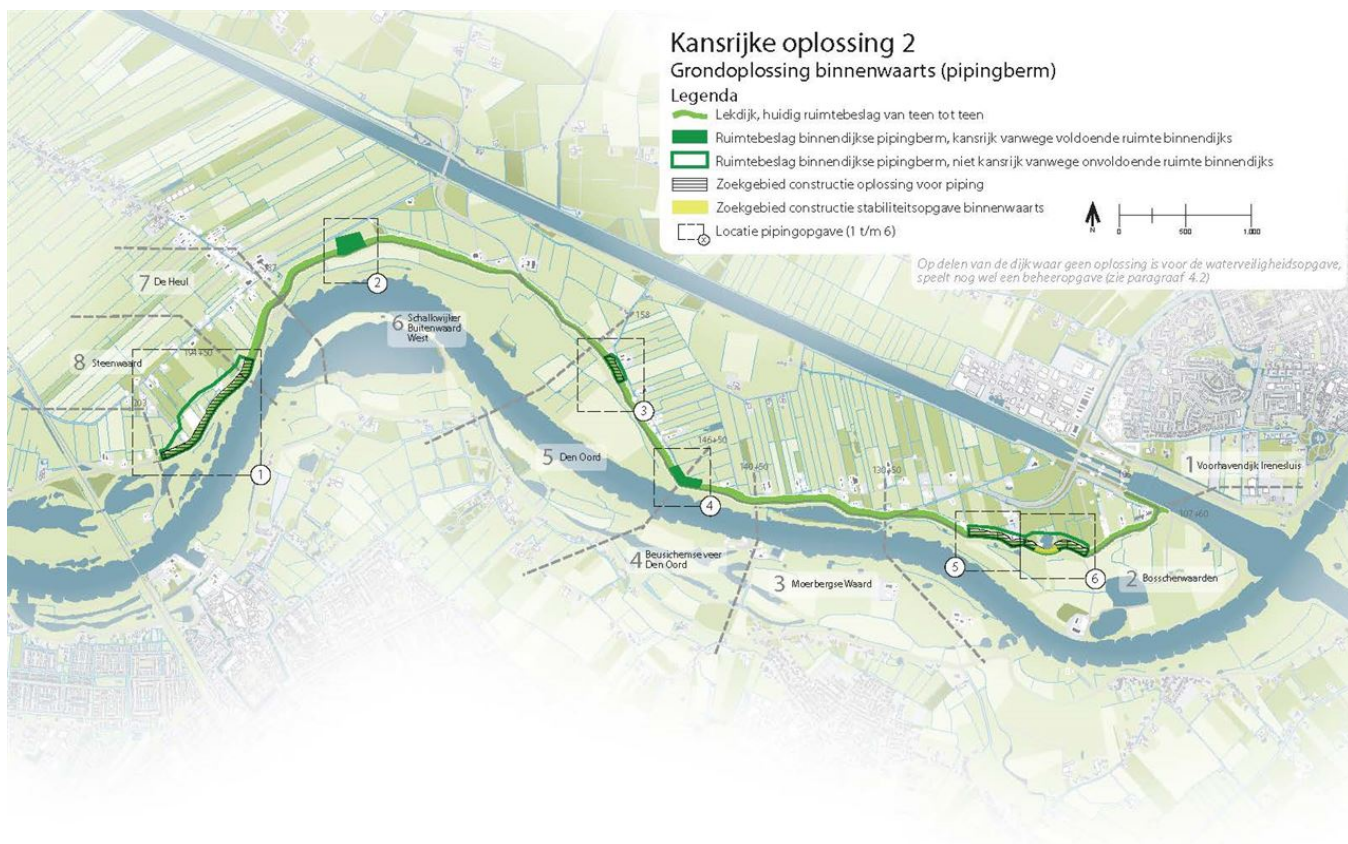 Kansrijke oplossing 2
Grondoplossing binnenwaarts (pipingberm)
Legenda
Lekdijk, huidig ruimtebeslag van teen tot teen
Ruimtebeslag binnendijkse pipingberm, kansrijk vanwege voldoende ruimte binnendijks
Ruimtebeslag binnendijkse pipingberm, niet kansrijk vanwege onvoldoende ruimte binnendijks
Zoekgebied constructie oplossing voor piping
Zoekgebied constructie stabiliteitsopgave binnenwaarts
Locatie pipingopgave (1 t/m 6)
x
N
0 500 1.000
Op delen van de dijk waar geen oplossing is voor de waterveiligheidsopgave,
speelt nog wel een beheeropgave (zie paragraaf 4.2)
7 De Heul
2
6 Schalkwijker
Buitenwaard
West
158
8 Steenwaard
194+50
3
146+50
1
5 Den Oord
140+50
130+50
1 Voorhavendijk Irenesluis
4
107+60
4 Beusichemse veer
Den Oord
5
6
3 Moerbergse Waard
2 Bosscherwaarden